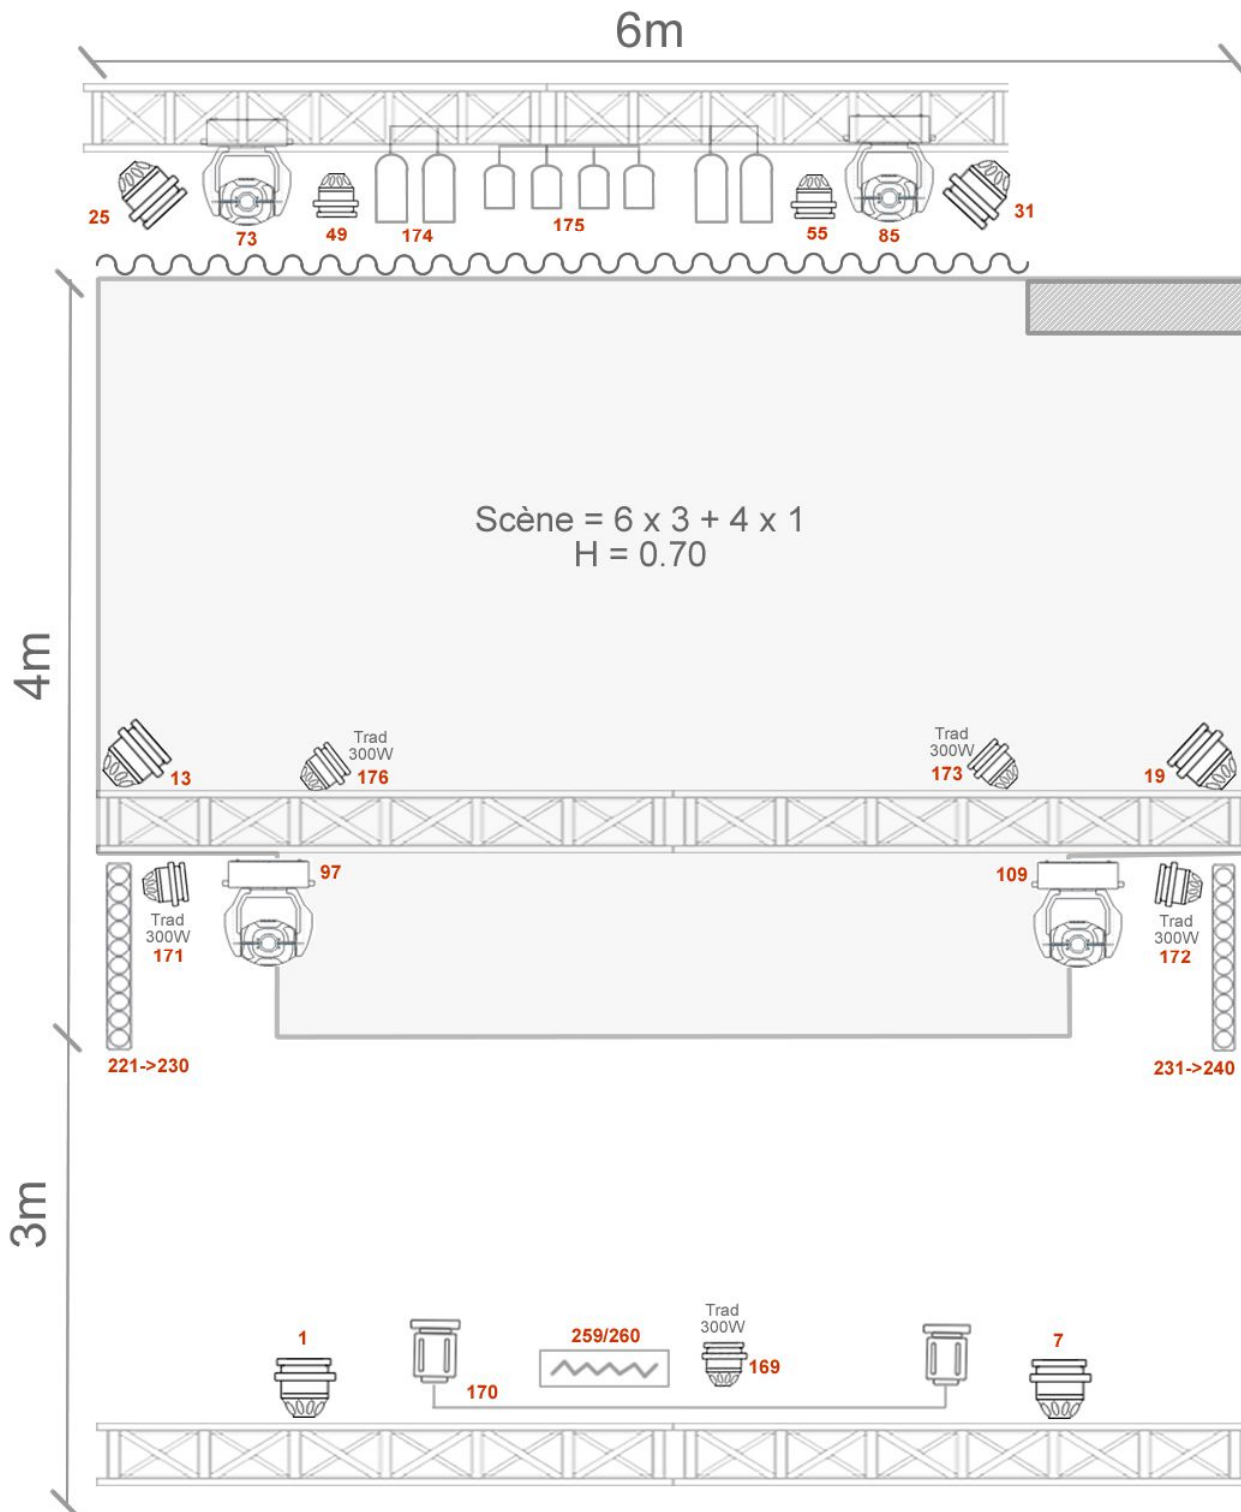 6m
25
73
49
174
175
55
85
31
Scène = 6 x 3 + 4 x 1
H = 0.70
4m
13
Trad
300W
176
Trad
300W
173
19
97
109
Trad
300W
171
Trad
300W
172
221->230
231->240
3m
1
170
259/260
Trad
300W
169
7